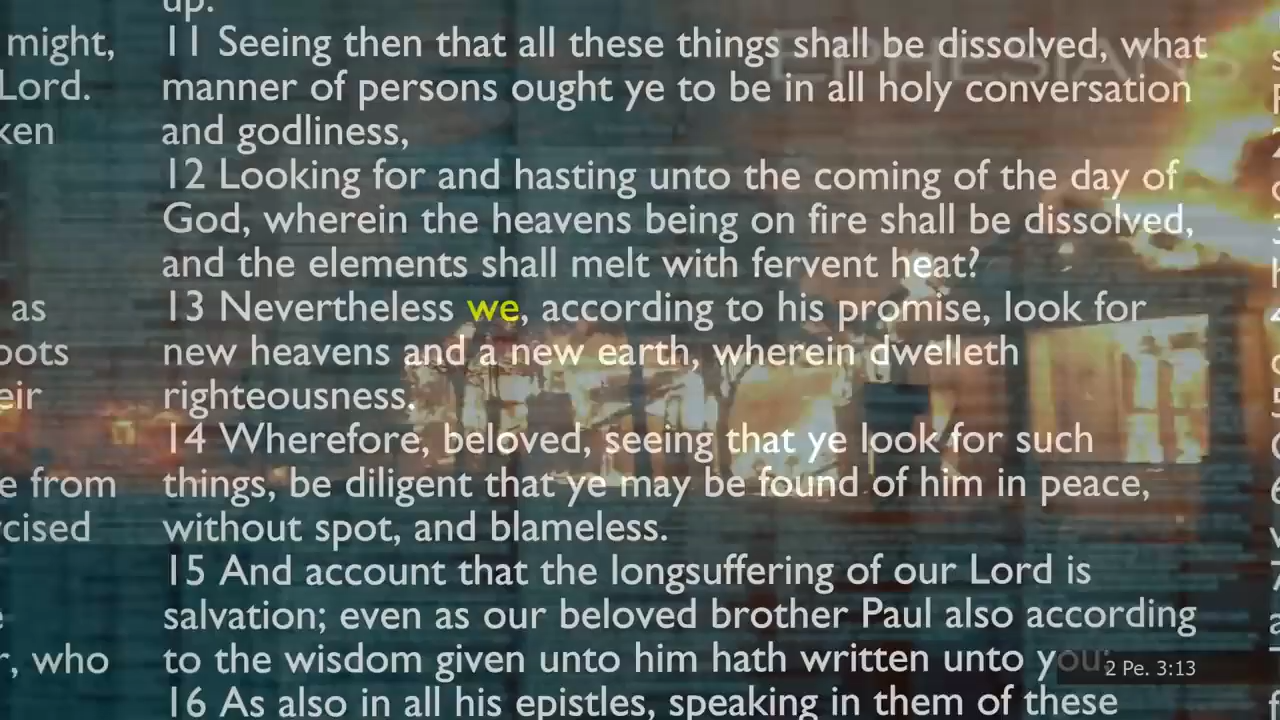 up.
11 Seeing then that all these things shall be dissolved, what
manner of persons ought ye to be in all holy conversation
and godliness,
12 Looking for and hasting unto the coming of the day of
God, wherein the heavens being on fire shall be dissolved,
and the elements shall melt with fervent heat?
13 Nevertheless we, according to his promise, look for
new heavens and a new earth, wherein dwelleth
righteousness.
14 Wherefore, beloved, seeing that ye look for such
things, be diligent that ye may be found of him in peace,
without spot, and blameless.
15 And account that the longsuffering of our Lord is
salvation; even as our beloved brother Paul also according
to the wisdom given unto him hath written unto you;
16 As also in all his epistles, speaking in them of these
might,
Lord.
ken
as
pots
eir
e from
cised
r, who
EPHESIANS
2 Pe. 3:13